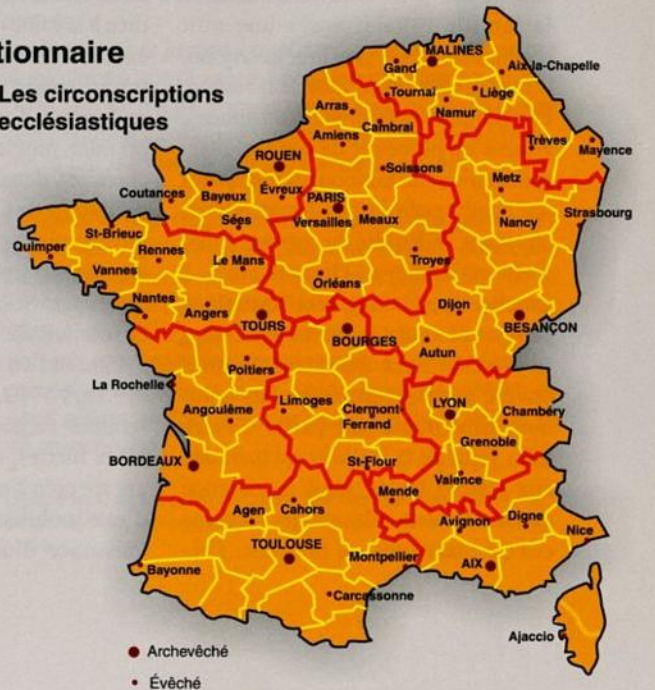 tionnaire
Les circonscriptions
ecclésiastiques
MALINES
Gand
Aix-la-Chapelle
Tournai
Liège
Arras
Namur
Cambrai
Amiens
Trèves
Mayence
ROUEN
Soissons
Metz
Coutances
Bayeux
Évreux
PARIS
Versailles
Meaux
Strasbourg
Sées
Nancy
St-Brieuc
Quimper
Rennes
Le Mans
Troyes
Vannes
Orléans
Nantes
Angers
TOURS
Dijon
BESANÇON
BOURGES
Autun
Poitiers
La Rochelle
Limoges
LYON
Angoulême
Clermont-
Ferrand
Chambéry
Grenoble
BORDEAUX
St-Flour
Valence
Mende
Agen
Cahors
Avignon
Digne
Nice
TOULOUSE
Montpellier
AIX
Bayonne
Carcassonne
Ajaccio
Archevêché
Évêché